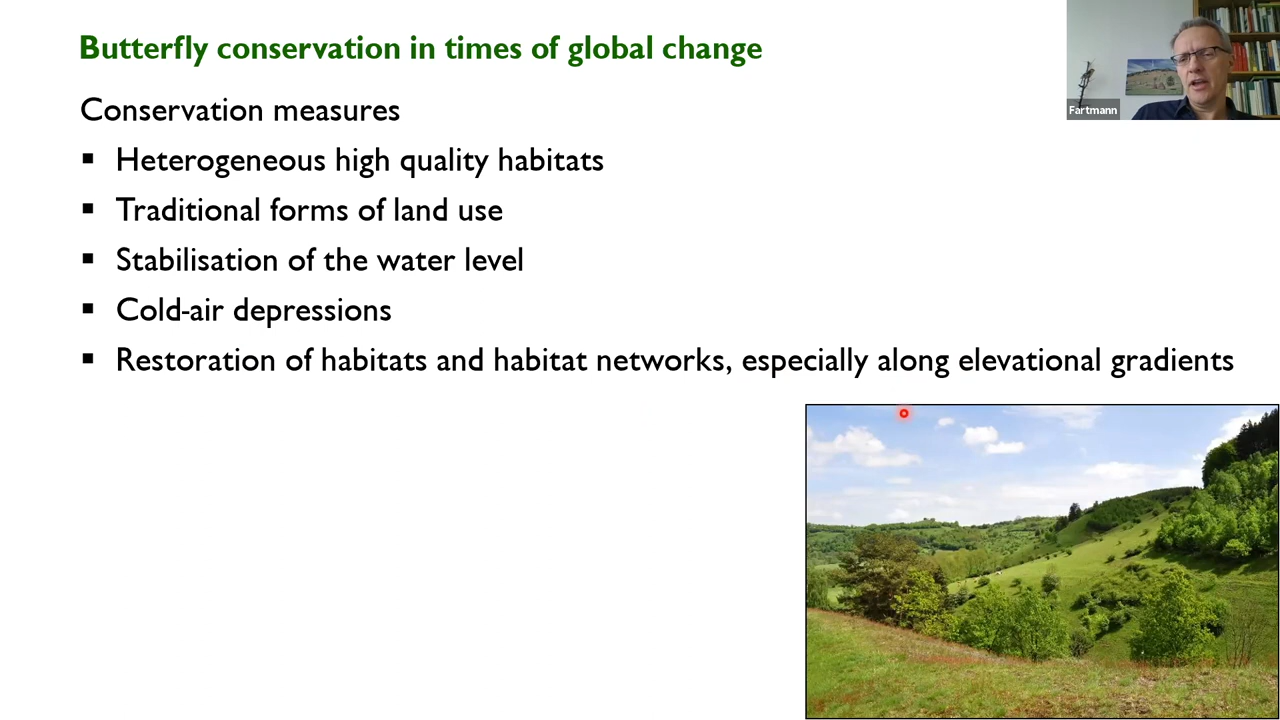 Butterfly conservation in times of global change
Fartmann
Conservation measures
▪ Heterogeneous high quality habitats
▪ Traditional forms of land use
▪ Stabilisation of the water level
▪ Cold-air depressions
▪ Restoration of habitats and habitat networks, especially along elevational gradients